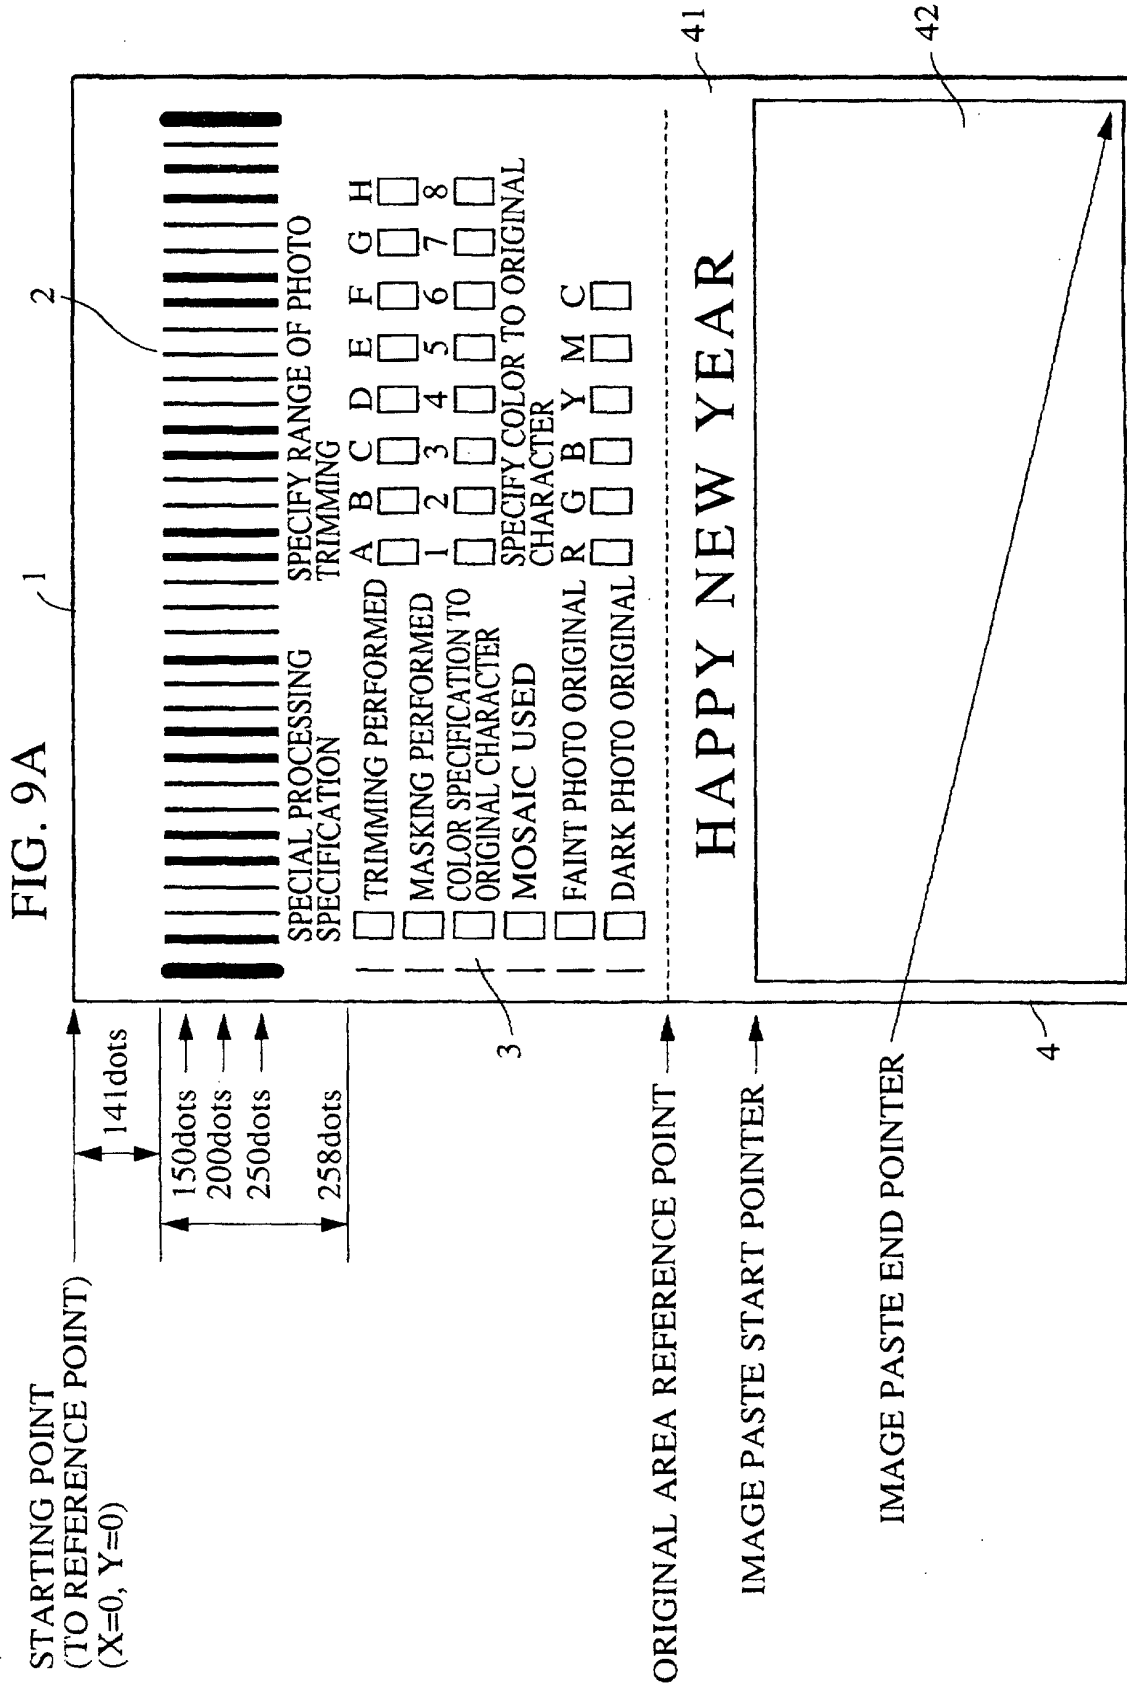 FIG. 9A
STARTING POINT
(TO REFERENCE POINT)
(X=0, Y=0)
141dots
150dots
200dots
250dots
258dots
1
2
SPECIAL PROCESSING
SPECIFICATION
TRIMMING PERFORMED
MASKING PERFORMED
COLOR SPECIFICATION TO
ORIGINAL CHARACTER
MOSAIC USED
FAINT PHOTO ORIGINAL
DARK PHOTO ORIGINAL
3
SPECIFY RANGE OF PHOTO
TRIMMING
A B C D E F G H
1 2 3 4 5 6 7 8
SPECIFY COLOR TO ORIGINAL
CHARACTER
R G B Y M C
ORIGINAL AREA REFERENCE POINT
41
HAPPY NEW YEAR
IMAGE PASTE START POINTER
42
IMAGE PASTE END POINTER
4